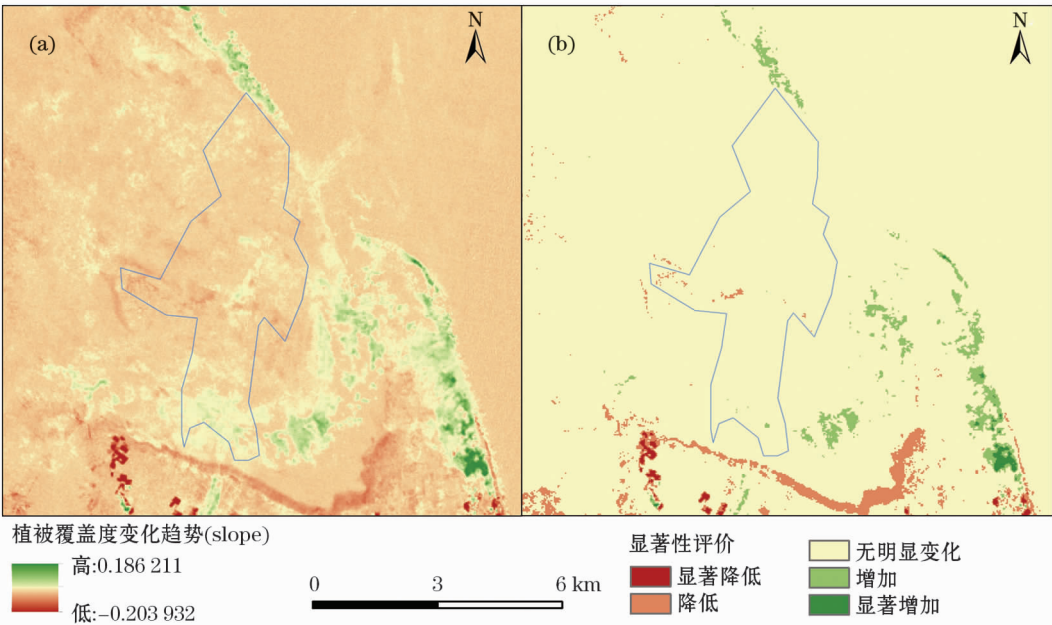 (a)
N
(b)
N
植被覆盖度变化趋势(slope)
高:0.186 211
低:-0.203 932
0 3 6 km
显著性评价
显著降低
降低
无明显变化
增加
显著增加